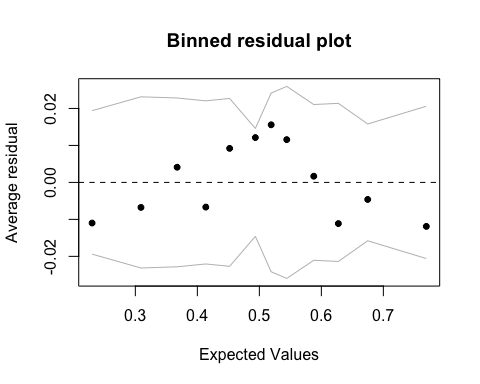 Binned residual plot
0.02
0.00
-0.02
Average residual
0.3 0.4 0.5 0.6 0.7
Expected Values